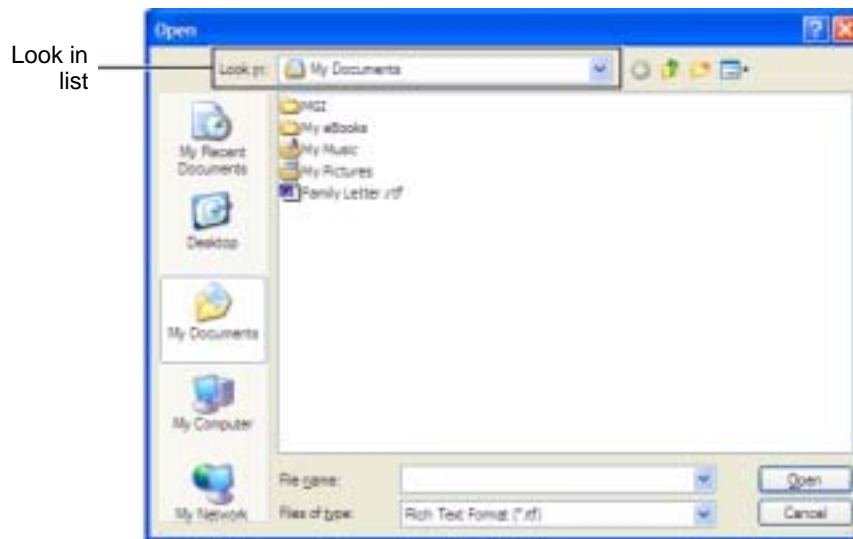 Open
Look in
list
Look in:
My Documents
MGI
My eBooks
My Music
My Pictures
Family Letter.rtf
My Recent
Documents
Desktop
My Documents
My Computer
My Network
File name:
Open
Files of type:
Rich Text Format (*.rtf)
Cancel